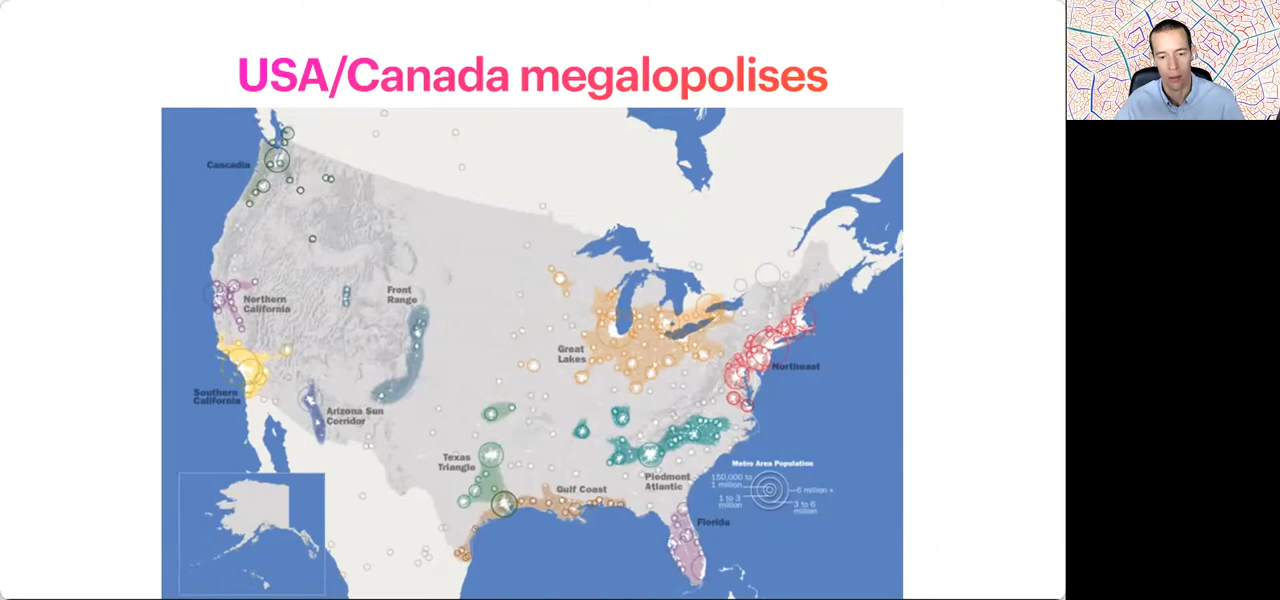 USA/Canada megalopolises
Cascadia
Northern
California
Front
Range
Great
Lakes
Northeast
Southern
California
Arizona Sun
Corridor
Texas
Triangle
Gulf Coast
Piedmont
Atlantic
Florida
Metro Area Population
150,000 to
1 million
6 million +
1 to 3
million
3 to 6
million